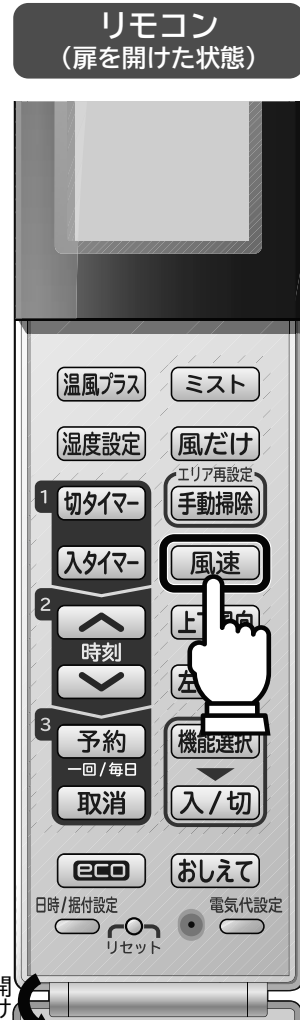 リモコン
(扉を開けた状態)
温風プラス
ミスト
湿度設定
風だけ
エリア再設定
1
切タイマー
手動掃除
入タイマー
風速
2
時刻
3
予約
機能選択
一回/毎日
取消
入/切
eco
おしえて
日時/据付設定
電気代設定
リセット
開
け